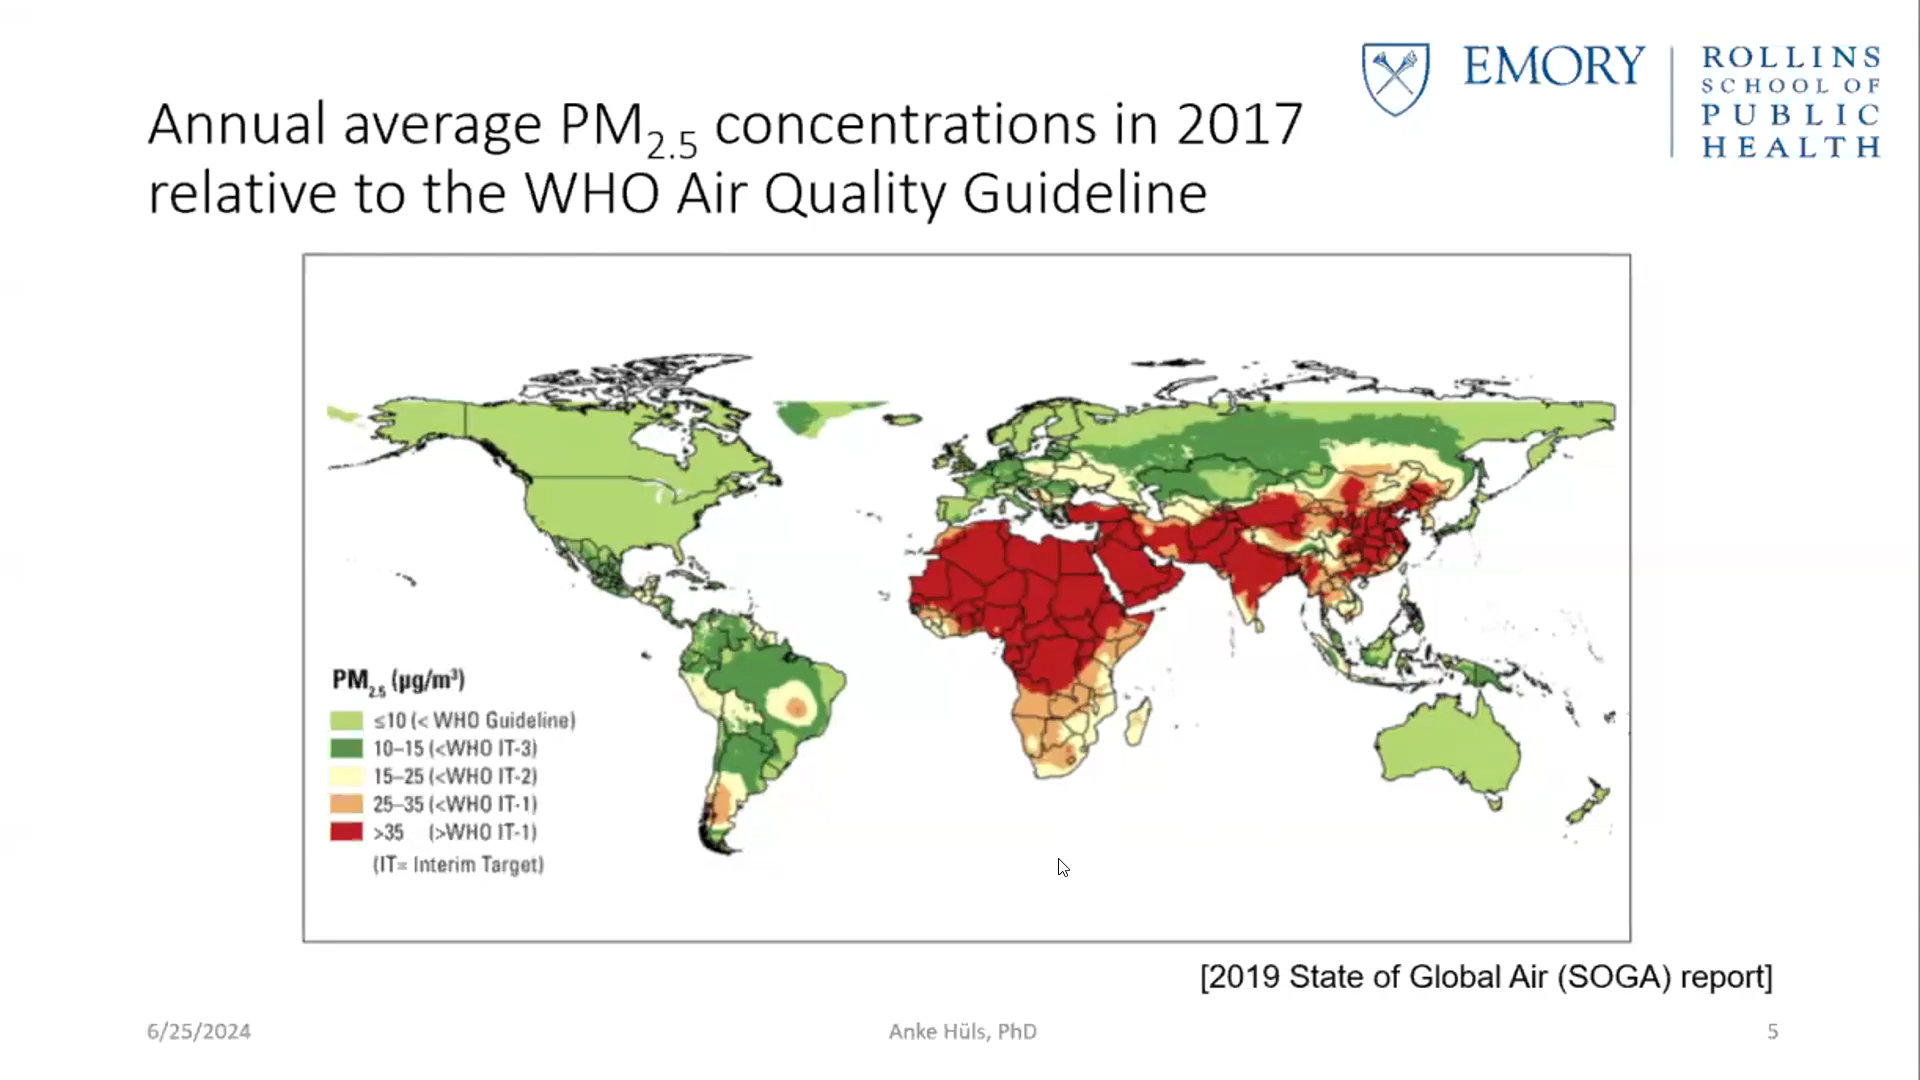 EMORY
ROLLINS
SCHOOL OF
PUBLIC
HEALTH
Annual average PM2.5 concentrations in 2017
relative to the WHO Air Quality Guideline
PM2.5 (µg/m³)
≤10 (< WHO Guideline)
10–15 (<WHO IT-3)
15–25 (<WHO IT-2)
25–35 (<WHO IT-1)
>35 (>WHO IT-1)
(IT= Interim Target)
[2019 State of Global Air (SOGA) report]
6/25/2024
Anke Hüls, PhD
5